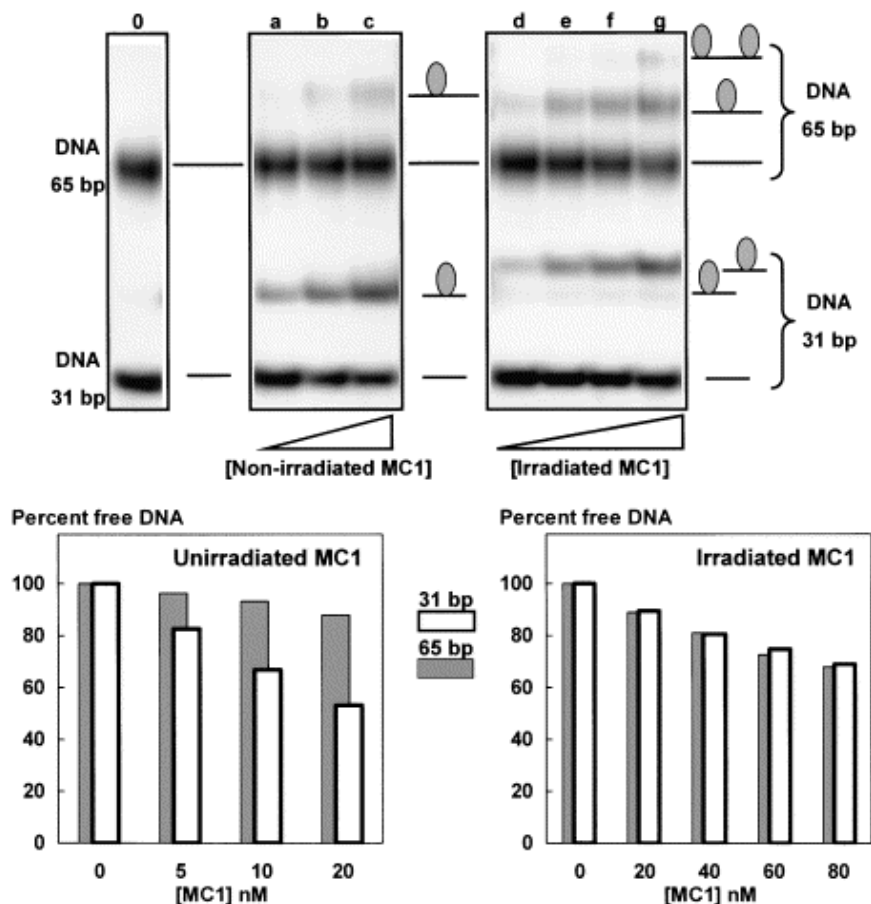 0
a b c
d e f g
DNA
65 bp
DNA
65 bp
DNA
31 bp
DNA
31 bp
[Non-irradiated MC1]
[Irradiated MC1]
Percent free DNA
Unirradiated MC1
100
80
60
40
20
0
0 5 10 20
[MC1] nM
31 bp
65 bp
Percent free DNA
Irradiated MC1
100
80
60
40
20
0
0 20 40 60 80
[MC1] nM